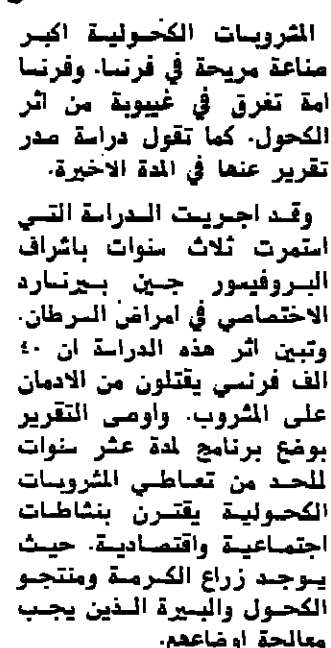 المشروبات الكحولية اكبر
صناعة مربحة في فرنسا. وفرنسا
امة تغرق في غيبوبة من اثر
الكحول. كما تقول دراسة صدر
تقرير عنها في المدة الاخيرة.
وقد اجريت الدراسة التي
استمرت ثلاث سنوات باشراف
البروفيسور جين بيرنارد
الاختصاصي في امراض السرطان.
وتبين اثر هذه الدراسة ان ٤٠
الف فرنسي يقتلون من الادمان
على المشروب. واوصى التقرير
بوضع برنامج لمدة عشر سنوات
للحد من تعاطي المشروبات
الكحولية يقترن بنشاطات
اجتماعية واقتصادية. حيث
يوجد زراع الكرمة ومنتجو
الكحول والبيرة الذين يجب
معالجة اوضاعهم.